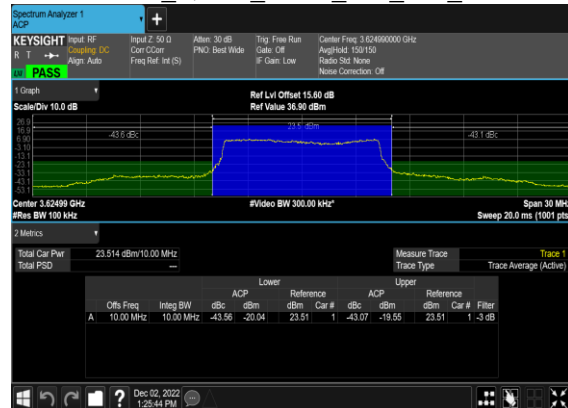 Spectrum Analyzer 1
ACP
+
KEYSIGHT Input: RF Input Z: 50 Ω Atten: 30 dB Trig: Free Run Center Freq: 3.624990000 GHz
R T Coupling: DC Corr CCorr PNO: Best Wide Gate: Off Avg|Hold: 150/150
Align: Auto Freq Ref: Int (S) IF Gain: Low Radio Std: None
LXI PASS Noise Correction: Off
1 Graph Ref Lvl Offset 15.60 dB
Scale/Div 10.0 dB Ref Value 36.90 dBm
26.9 23.5 dBm
16.9
6.90 -43.6 dBc -43.1 dBc
-3.10
-13.1
-23.1
-33.1
-43.1
-53.1
Center 3.62499 GHz #Video BW 300.00 kHz* Span 30 MHz
#Res BW 100 kHz Sweep 20.0 ms (1001 pts)
2 Metrics
Total Car Pwr 23.514 dBm/10.00 MHz Measure Trace Trace 1
Total PSD --- Trace Type Trace Average (Active)
Lower Upper
ACP Reference ACP Reference
Offs Freq Integ BW dBc dBm dBm Car # dBc dBm dBm Car # Filter
A 10.00 MHz 10.00 MHz -43.56 -20.04 23.51 1 -43.07 -19.55 23.51 1 -3 dB
? Dec 02, 2022
1:25:44 PM